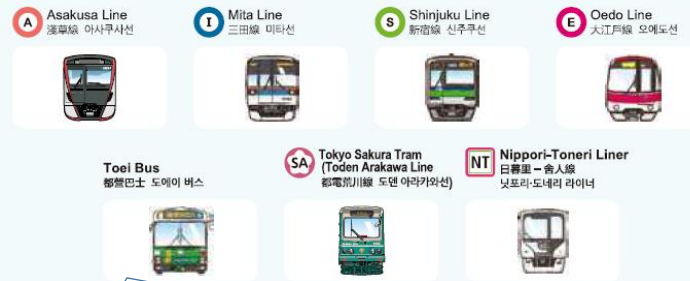 A
Asakusa Line
淺草線 아사쿠사선
I
Mita Line
三田線 미타선
S
Shinjuku Line
新宿線 신주쿠선
E
Oedo Line
大江戶線 오에도선
Toei Bus
都營巴士 도에이 버스
SA
Tokyo Sakura Tram
(Toden Arakawa Line
都電荒川線 도덴 아라카와선)
NT
Nippori-Toneri Liner
日暮里－舍人線
닛포리·도네리 라이너